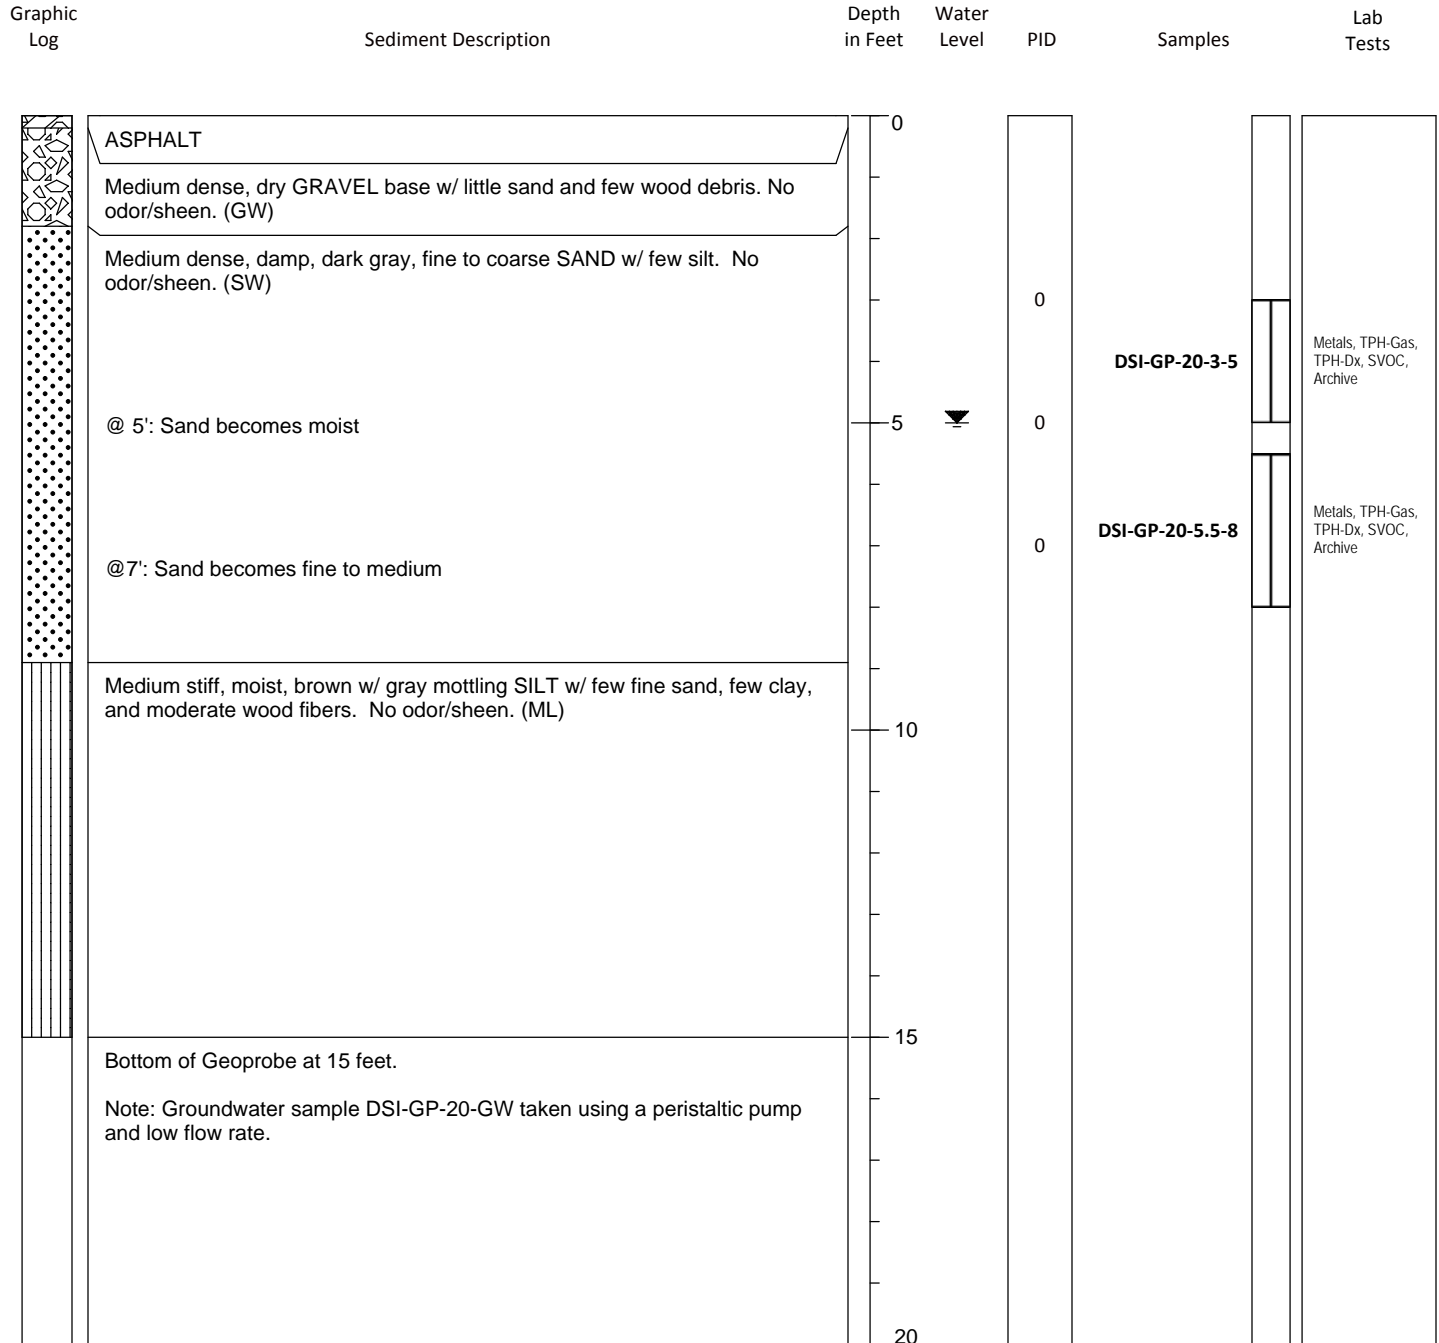 Graphic
Log
Sediment Description
Depth
in Feet
Water
Level
PID
Samples
Lab
Tests
0
ASPHALT
Medium dense, dry GRAVEL base w/ little sand and few wood debris. No
odor/sheen. (GW)
Medium dense, damp, dark gray, fine to coarse SAND w/ few silt.  No
odor/sheen. (SW)
0
DSI-GP-20-3-5
Metals, TPH-Gas,
TPH-Dx, SVOC,
Archive
@ 5': Sand becomes moist
5
0
DSI-GP-20-5.5-8
Metals, TPH-Gas,
TPH-Dx, SVOC,
Archive
0
@7': Sand becomes fine to medium
Medium stiff, moist, brown w/ gray mottling SILT w/ few fine sand, few clay,
and moderate wood fibers.  No odor/sheen. (ML)
10
15
Bottom of Geoprobe at 15 feet.
Note: Groundwater sample DSI-GP-20-GW taken using a peristaltic pump
and low flow rate.
20